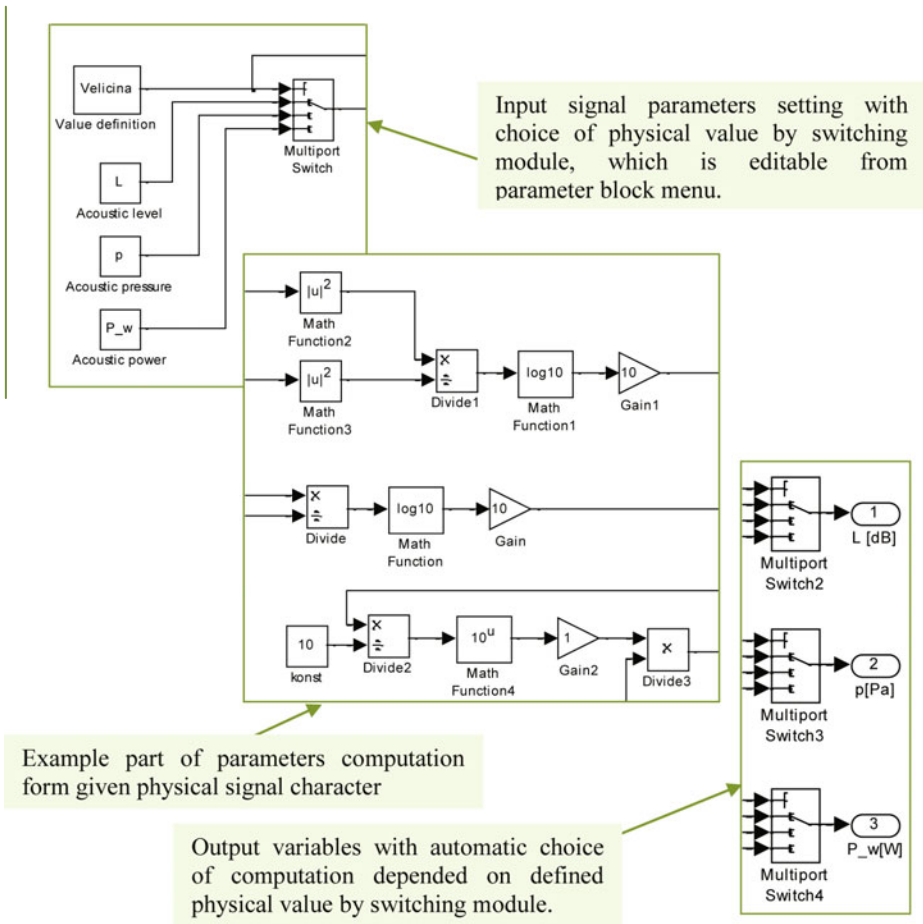 Velicina
Value definition
Multiport
Switch
L
Acoustic level
p
Acoustic pressure
P_w
Acoustic power
Input signal parameters setting with
choice of physical value by switching
module, which is editable from
parameter block menu.
|u|²
Math
Function2
|u|²
Math
Function3
×
÷
Divide1
log10
Math
Function1
10
Gain1
×
÷
Divide
log10
Math
Function
10
Gain
10
konst
×
÷
Divide2
10ᵘ
Math
Function4
1
Gain2
×
Divide3
1
L [dB]
Multiport
Switch2
2
p[Pa]
Multiport
Switch3
3
P_w[W]
Multiport
Switch4
Example part of parameters computation
form given physical signal character
Output variables with automatic choice
of computation depended on defined
physical value by switching module.